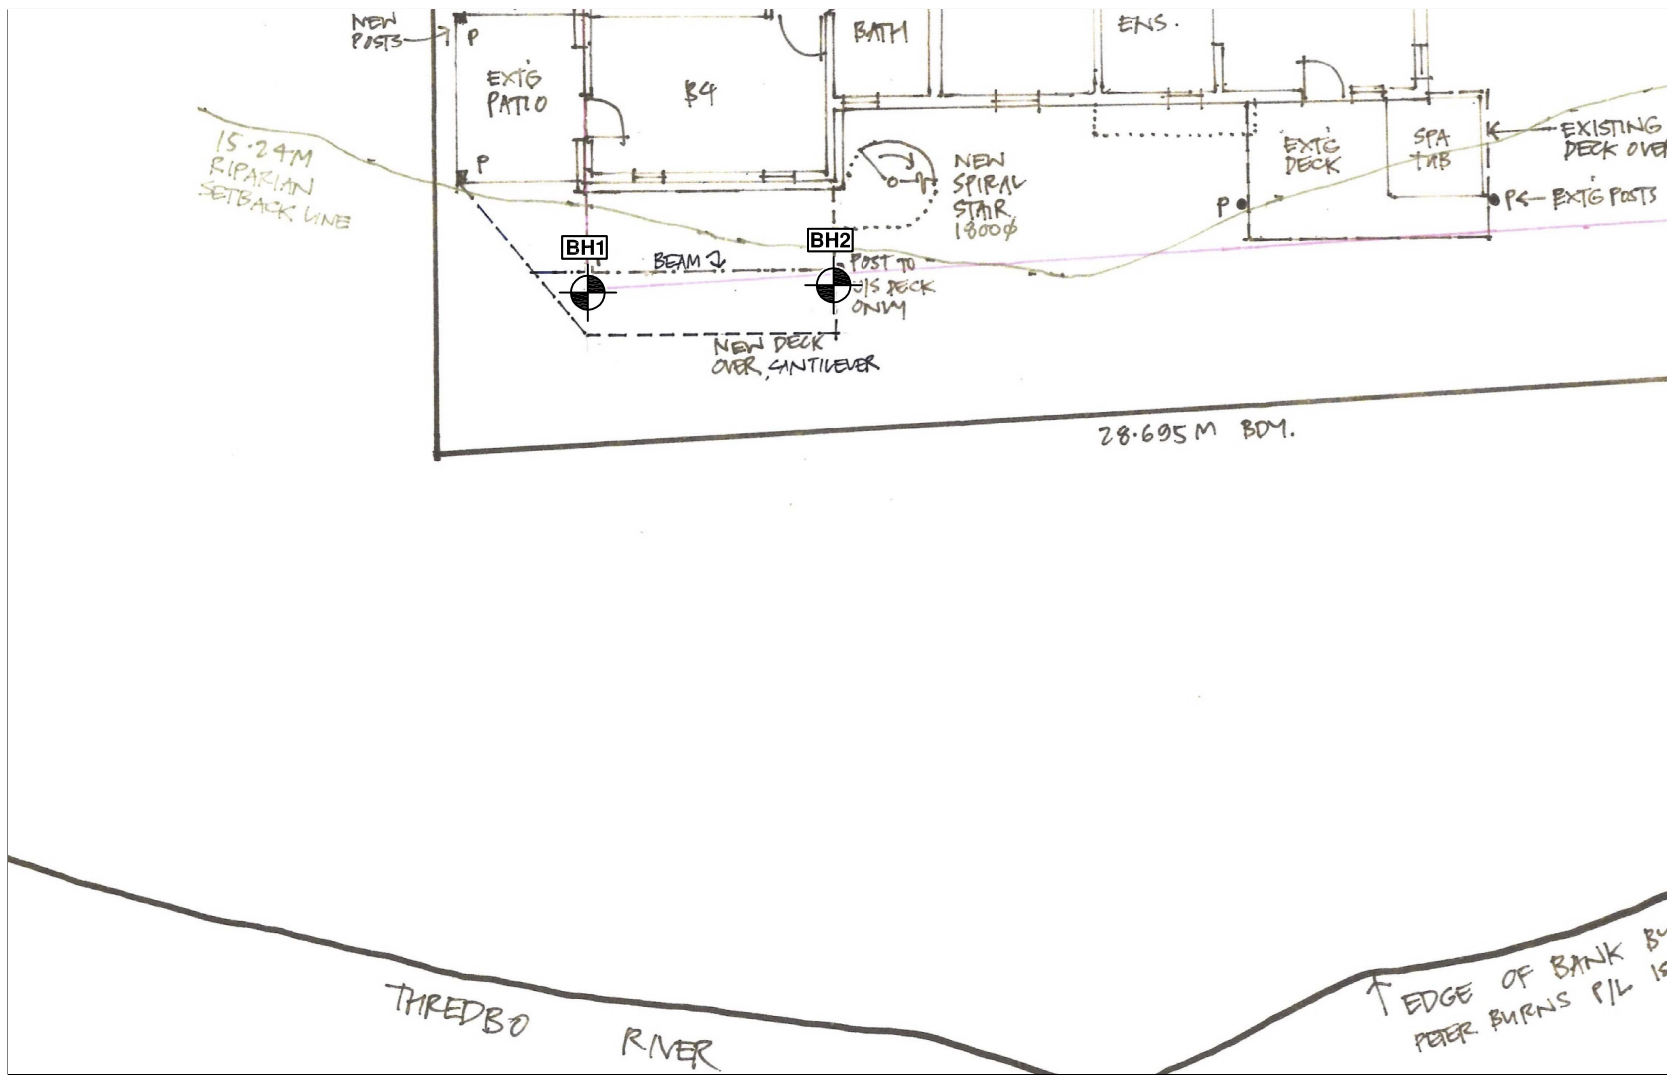 NEW
POSTS
P
EXT'G
PATIO
P
B4
BATH
ENS.
15.24M
RIPARIAN
SETBACK LINE
NEW
SPIRAL
STAIR
1800Ø
EXT'G
DECK
SPA
TUB
EXISTING
DECK OVE
P
P
EXT'G POSTS
BH1
BH2
BEAM
POST TO
U/S DECK
ONLY
NEW DECK
OVER, CANTILEVER
28.695M BDY.
THREDBO
RIVER
EDGE OF BANK
PETER BURNS P/L